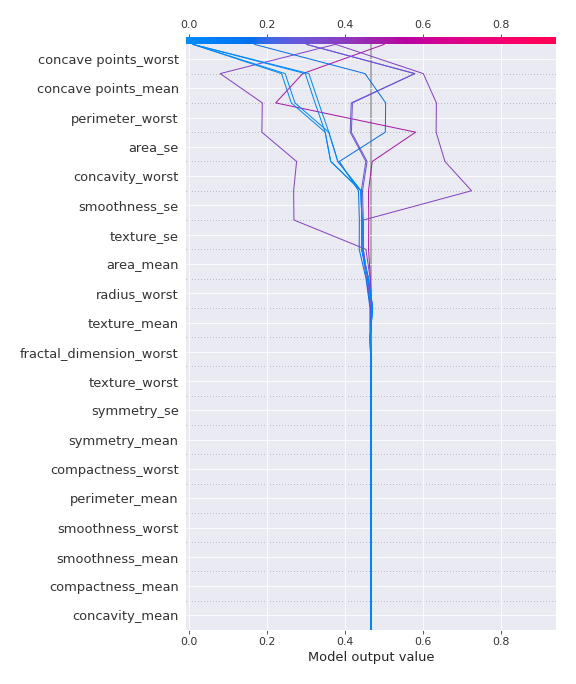 0.0 0.2 0.4 0.6 0.8
concave points_worst
concave points_mean
perimeter_worst
area_se
concavity_worst
smoothness_se
texture_se
area_mean
radius_worst
texture_mean
fractal_dimension_worst
texture_worst
symmetry_se
symmetry_mean
compactness_worst
perimeter_mean
smoothness_worst
smoothness_mean
compactness_mean
concavity_mean
0.0 0.2 0.4 0.6 0.8
Model output value